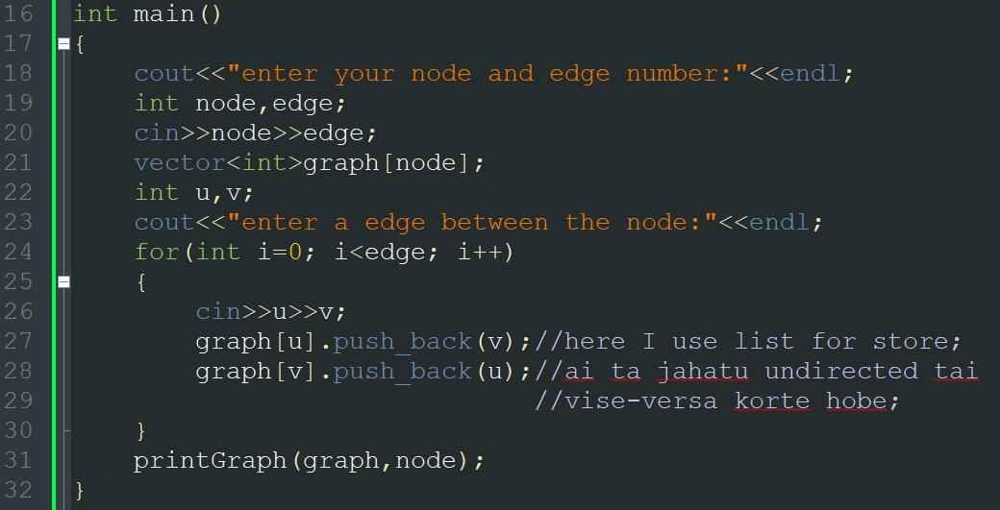 16 int main()
17 {
18     cout<<"enter your node and edge number:"<<endl;
19     int node,edge;
20     cin>>node>>edge;
21     vector<int>graph[node];
22     int u,v;
23     cout<<"enter a edge between the node:"<<endl;
24     for(int i=0; i<edge; i++)
25     {
26         cin>>u>>v;
27         graph[u].push_back(v);//here I use list for store;
28         graph[v].push_back(u);//ai ta jahatu undirected tai
29                               //vise-versa korte hobe;
30     }
31     printGraph(graph,node);
32 }